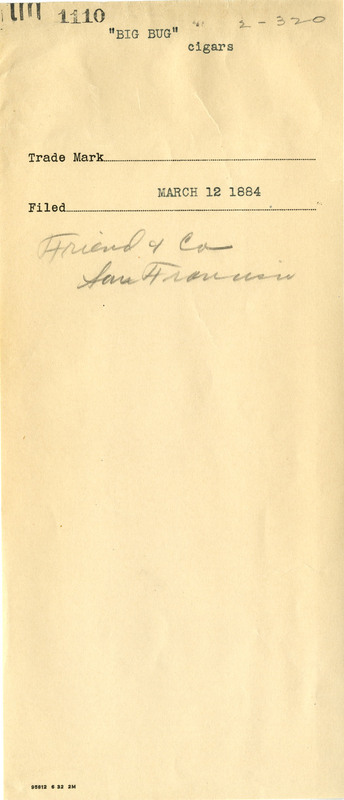 1110
"BIG BUG" 2-320
cigars
Trade Mark
MARCH 12 1884
Filed
Friend & Co
San Francisco
95612 6 32 2M